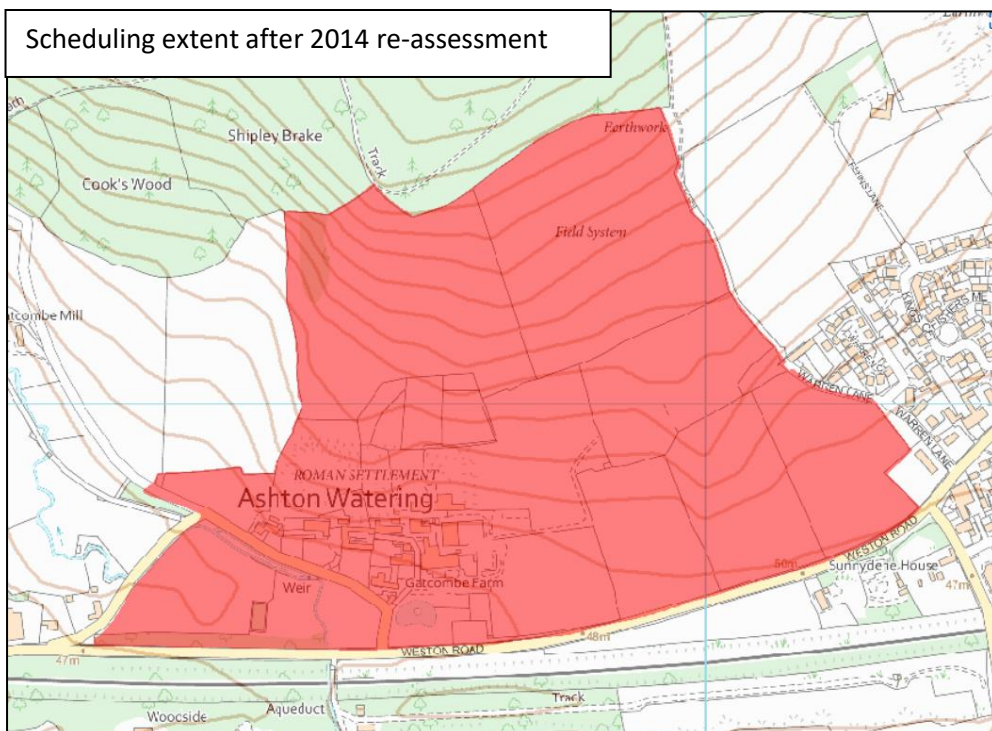 Scheduling extent after 2014 re-assessment
Shipley Brake
Track
Earthwork
Cook's Wood
Field System
atcombe Mill
WARREN LANE
WARREN LANE
ROMAN SETTLEMENT
Ashton Watering
WESTON ROAD
50m
Sunnydene House
Weir
Gatcombe Farm
47m
48m
WESTON ROAD
47m
Track
Aqueduct
Woodside